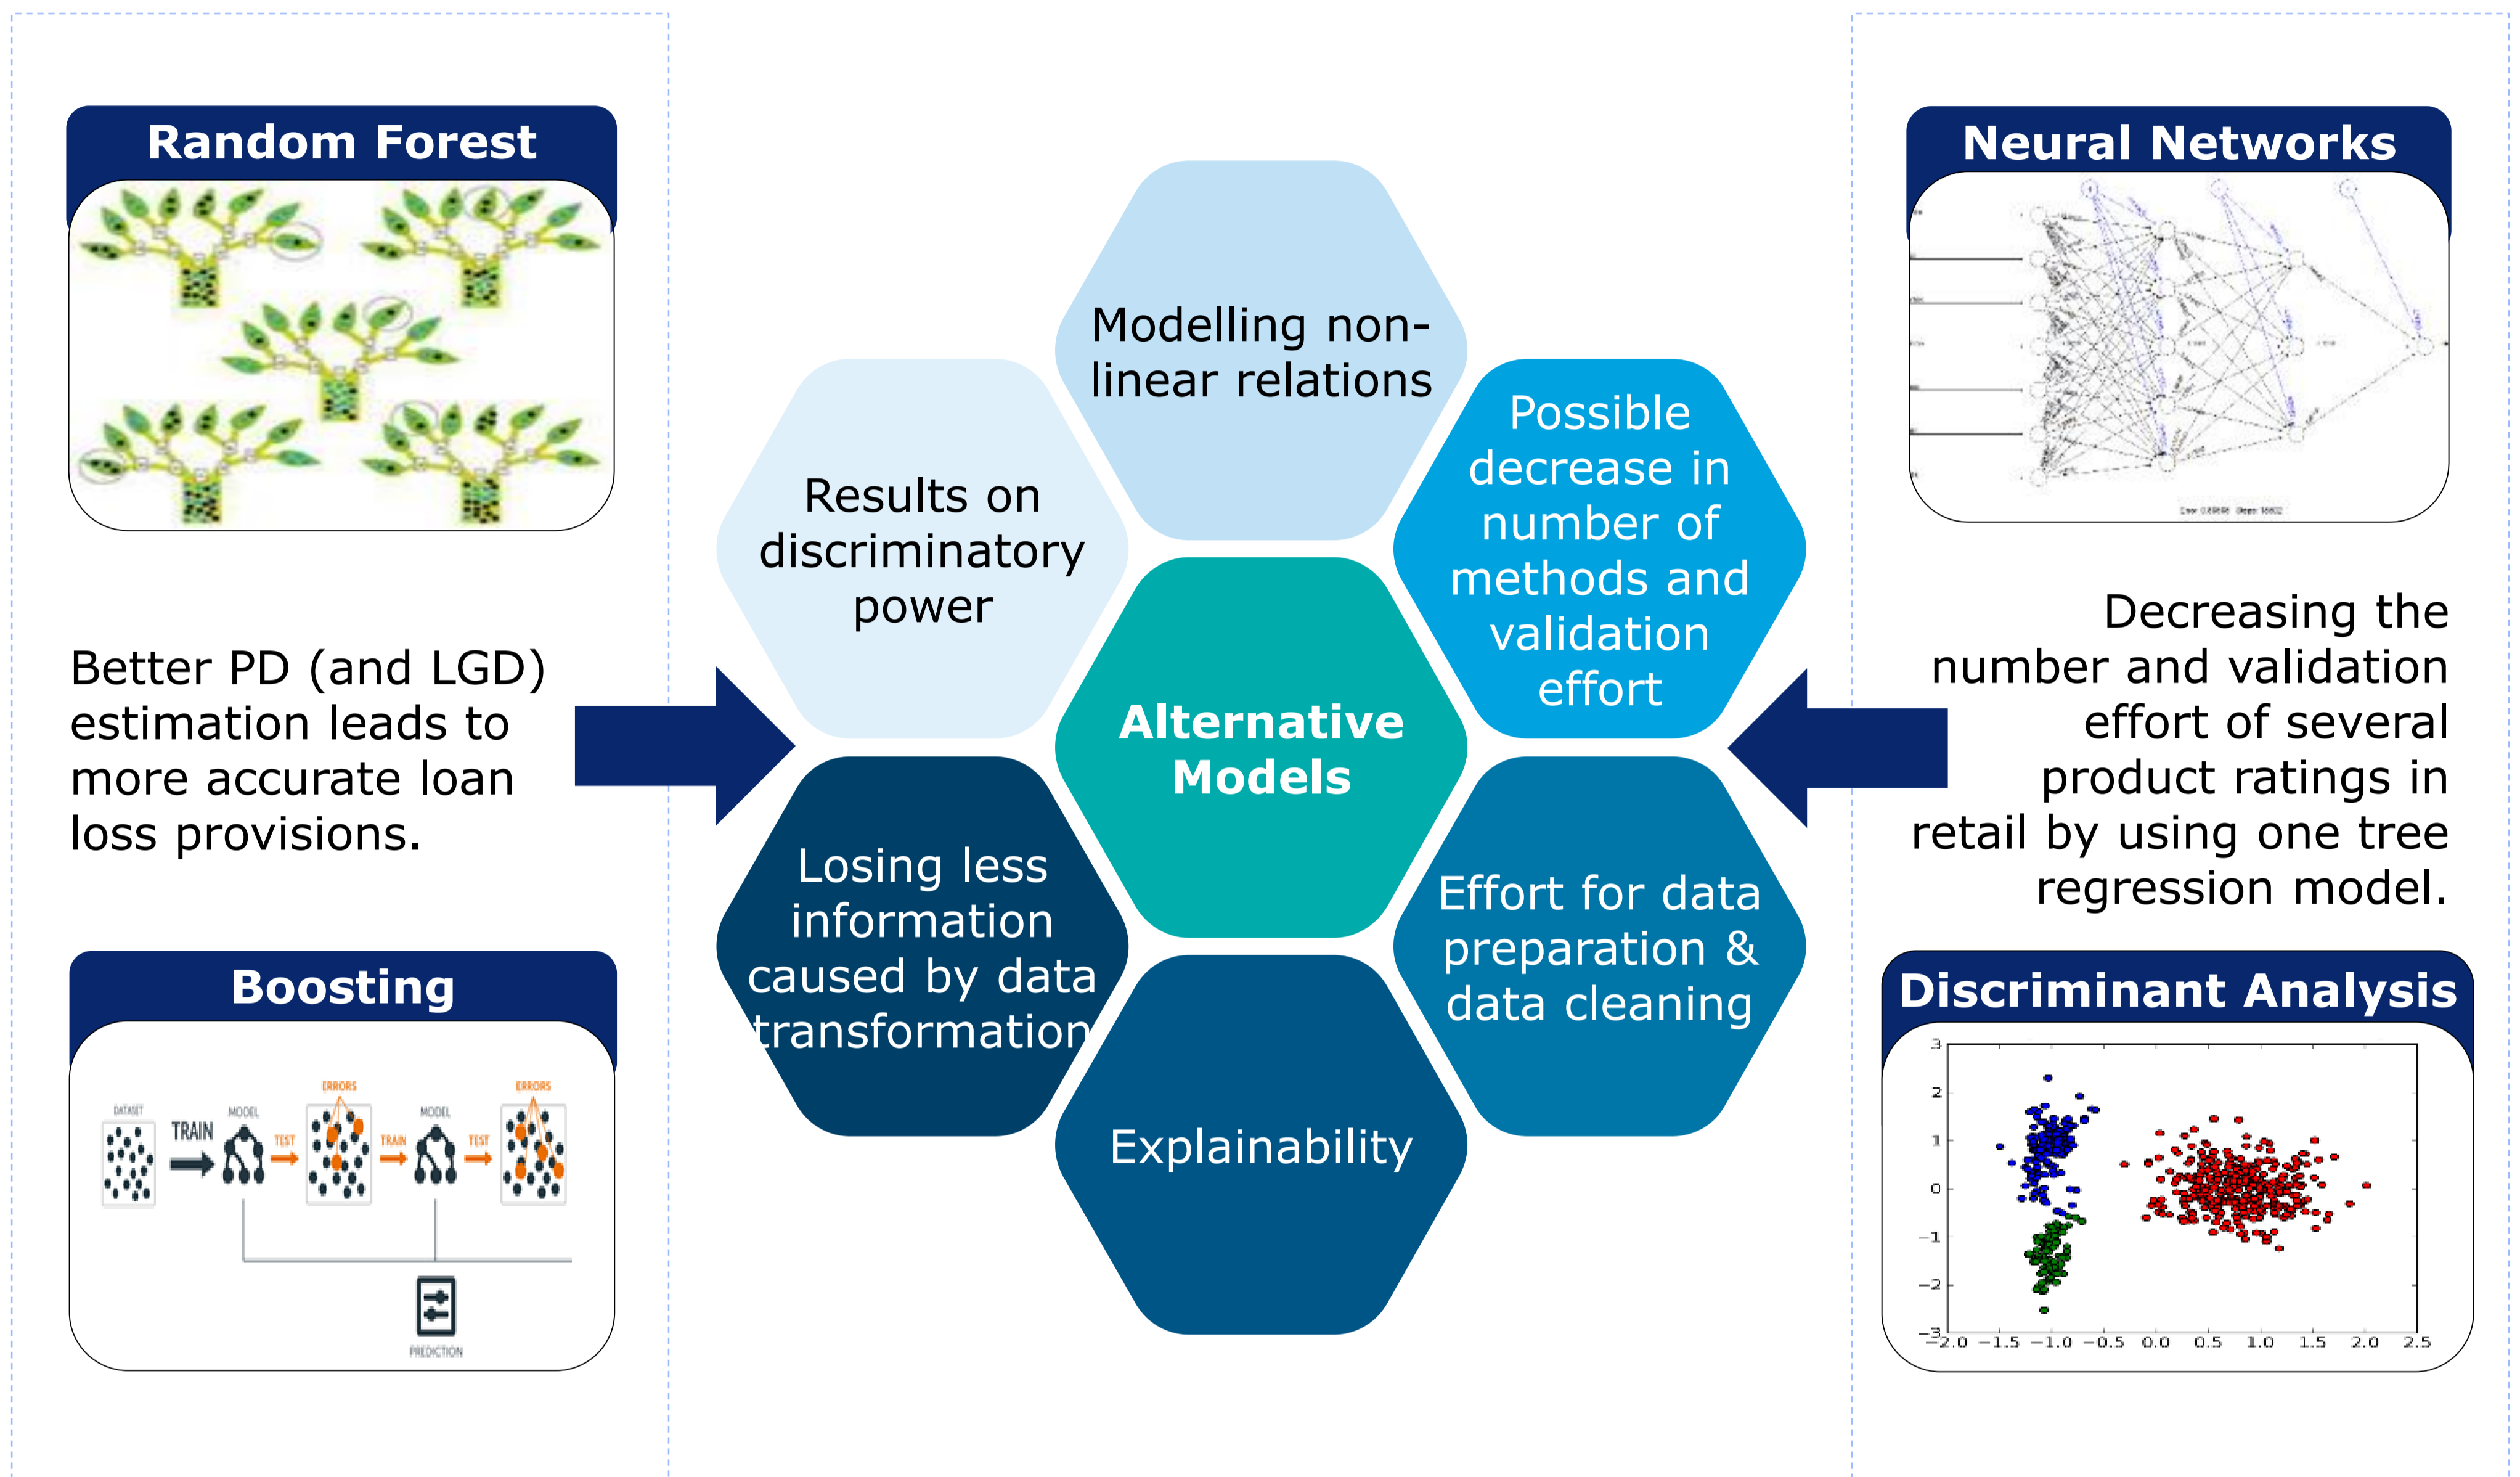 Random Forest
Better PD (and LGD)
estimation leads to
more accurate loan
loss provisions.
Boosting
DATASET
TRAIN
MODEL
TEST
ERRORS
TRAIN
MODEL
TEST
ERRORS
PREDICTION
Modelling non-
linear relations
Results on
discriminatory
power
Possible
decrease in
number of
methods and
validation
effort
Alternative
Models
Losing less
information
caused by data
transformation
Effort for data
preparation &
data cleaning
Explainability
Neural Networks
Decreasing the
number and validation
effort of several
product ratings in
retail by using one tree
regression model.
Discriminant Analysis
3
2
1
0
−1
−2
−3
−2.0 −1.5 −1.0 −0.5 0.0 0.5 1.0 1.5 2.0 2.5